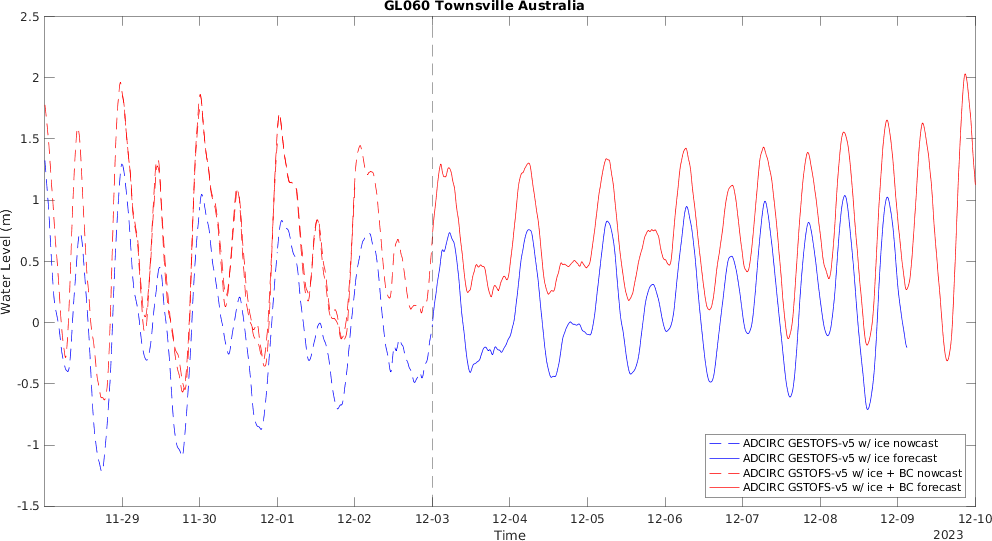 GL060 Townsville Australia
2.5
2
1.5
1
0.5
0
-0.5
-1
-1.5
Water Level (m)
ADCIRC GESTOFS-v5 w/ ice nowcast
ADCIRC GESTOFS-v5 w/ ice forecast
ADCIRC GSTOFS-v5 w/ ice + BC nowcast
ADCIRC GSTOFS-v5 w/ ice + BC forecast
11-29 11-30 12-01 12-02 12-03 12-04 12-05 12-06 12-07 12-08 12-09 12-10
Time
2023